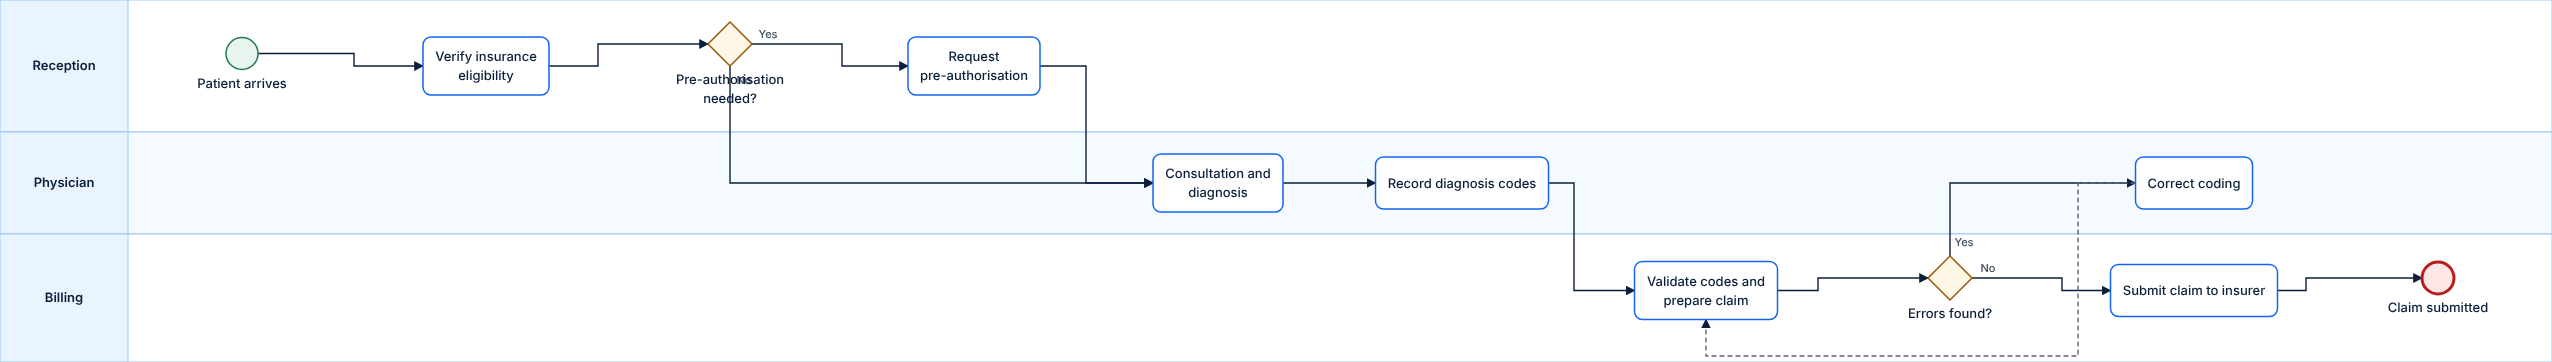 Reception
Patient arrives
Verify insurance
eligibility
Pre-authorisation
needed?
Yes
No
Request
pre-authorisation
Physician
Consultation and
diagnosis
Record diagnosis codes
Correct coding
Billing
Validate codes and
prepare claim
Yes
No
Errors found?
Submit claim to insurer
Claim submitted